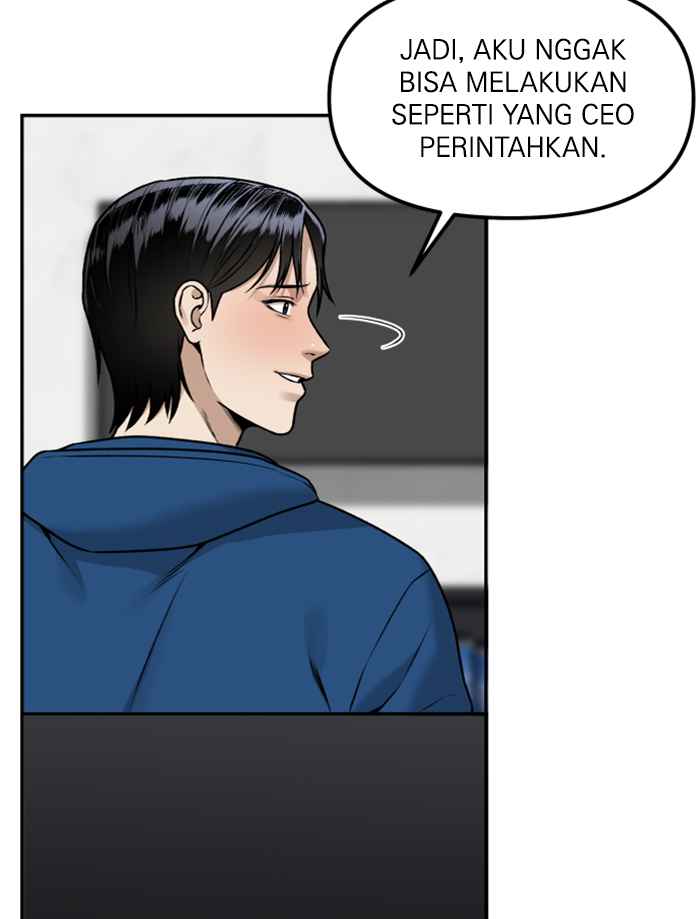 JADI, AKU NGGAK
BISA MELAKUKAN
SEPERTI YANG CEO
PERINTAHKAN.